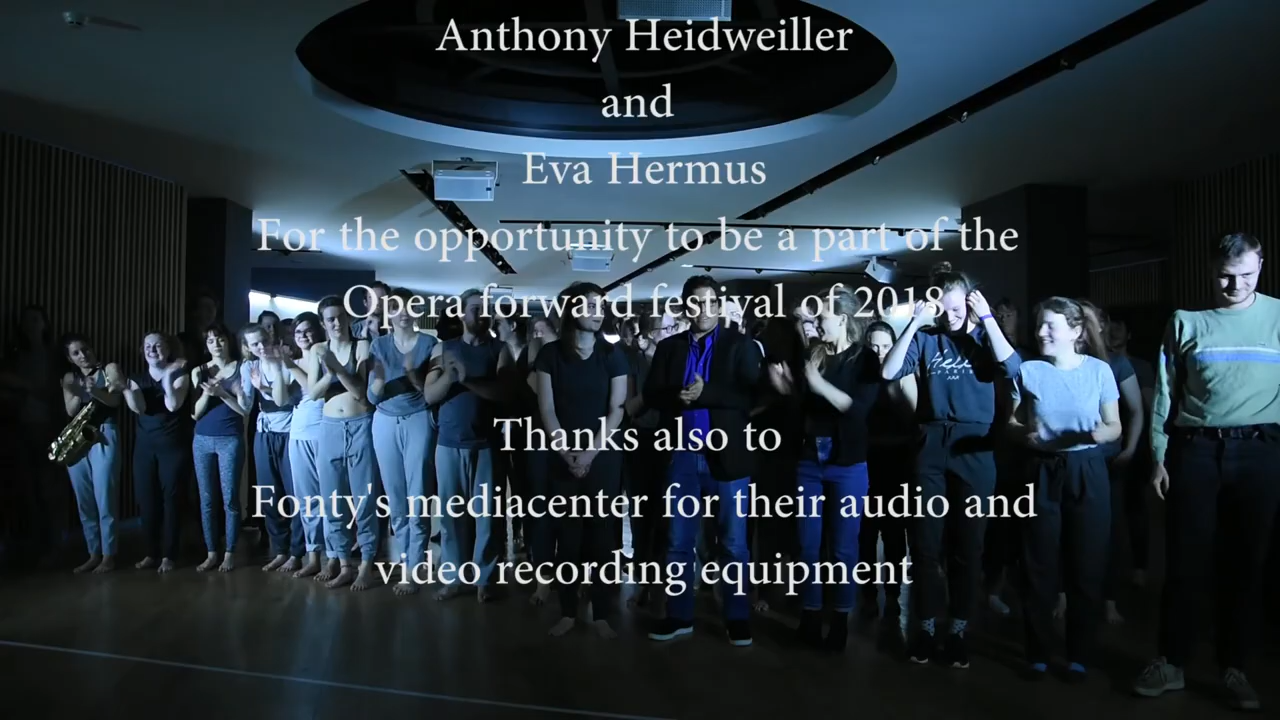 Anthony Heidweiller
and
Eva Hermus
For the opportunity to be a part of the
Opera forward festival of 2018
Thanks also to
Fonty's mediacenter for their audio and
video recording equipment